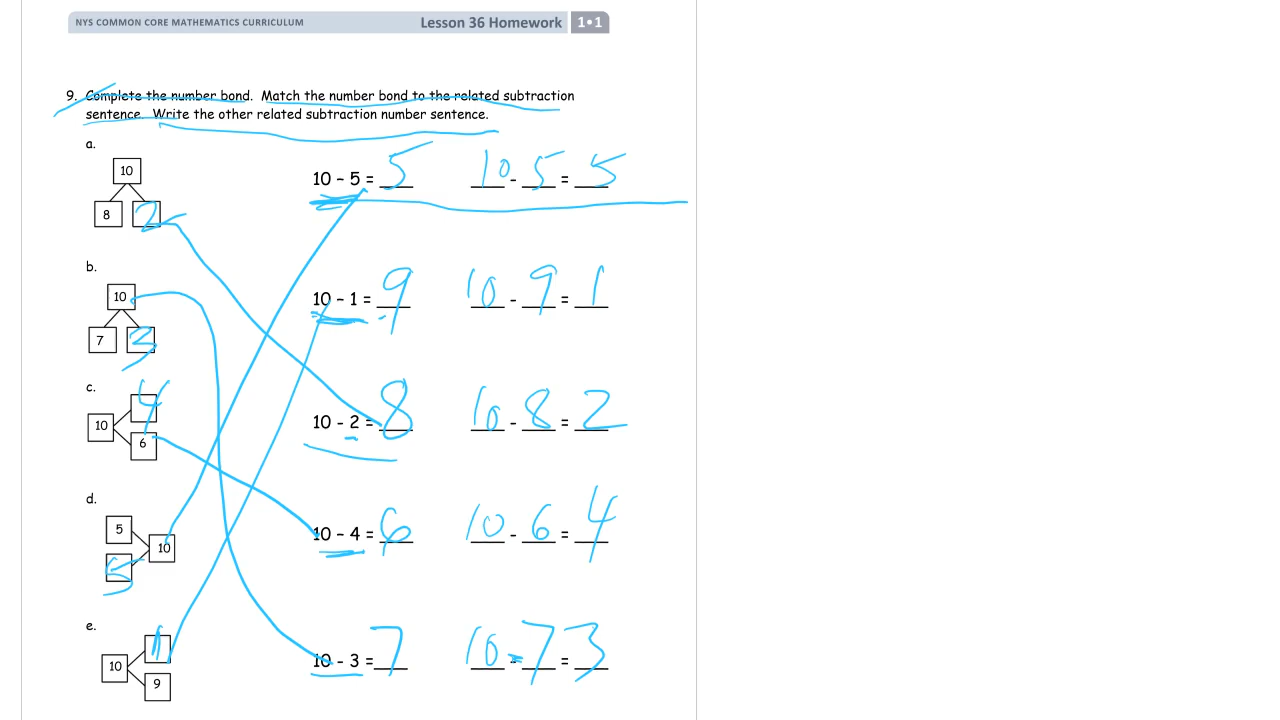 NYS COMMON CORE MATHEMATICS CURRICULUM Lesson 36 Homework 1•1
9. Complete the number bond. Match the number bond to the related subtraction
sentence. Write the other related subtraction number sentence.
a.
10
8 2
10 - 5 = 5 10 - 5 = 5
b.
10
7 3
10 - 1 = 9 10 - 9 = 1
c.
4
10
6
10 - 2 = 8 10 - 8 = 2
d.
5
10
5
10 - 4 = 6 10 - 6 = 4
e.
1
10
9
10 - 3 = 7 10 - 7 = 3